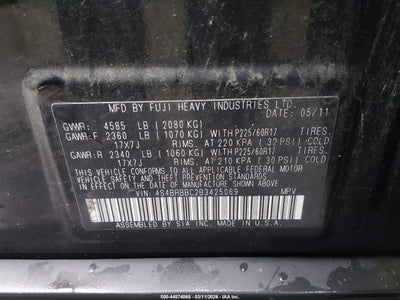 MFD BY FUJI HEAVY INDUSTRIES LTD.
DATE: 05/11
GVWR: 4585 LB (2080 KG)
GAWR:F 2360 LB (1070 KG) WITH P225/60R17 TIRES.
17X7J RIMS. AT 220 KPA (32 PSI) COLD
GAWR:R 2340 LB (1060 KG) WITH P225/60R17 TIRES.
17X7J RIMS. AT 210 KPA (30 PSI) COLD
THIS VEHICLE CONFORMS TO ALL APPLICABLE FEDERAL MOTOR
VEHICLE SAFETY, BUMPER, AND THEFT PREVENTION STANDARDS
IN EFFECT ON THE DATE OF MANUFACTURE SHOWN ABOVE.
VIN: 4S4BRBBC2B3425069 MPV
ASSEMBLED BY SIA INC. IN U.S.A.
000-44574065 - 03/11/2026 - IAA Inc.